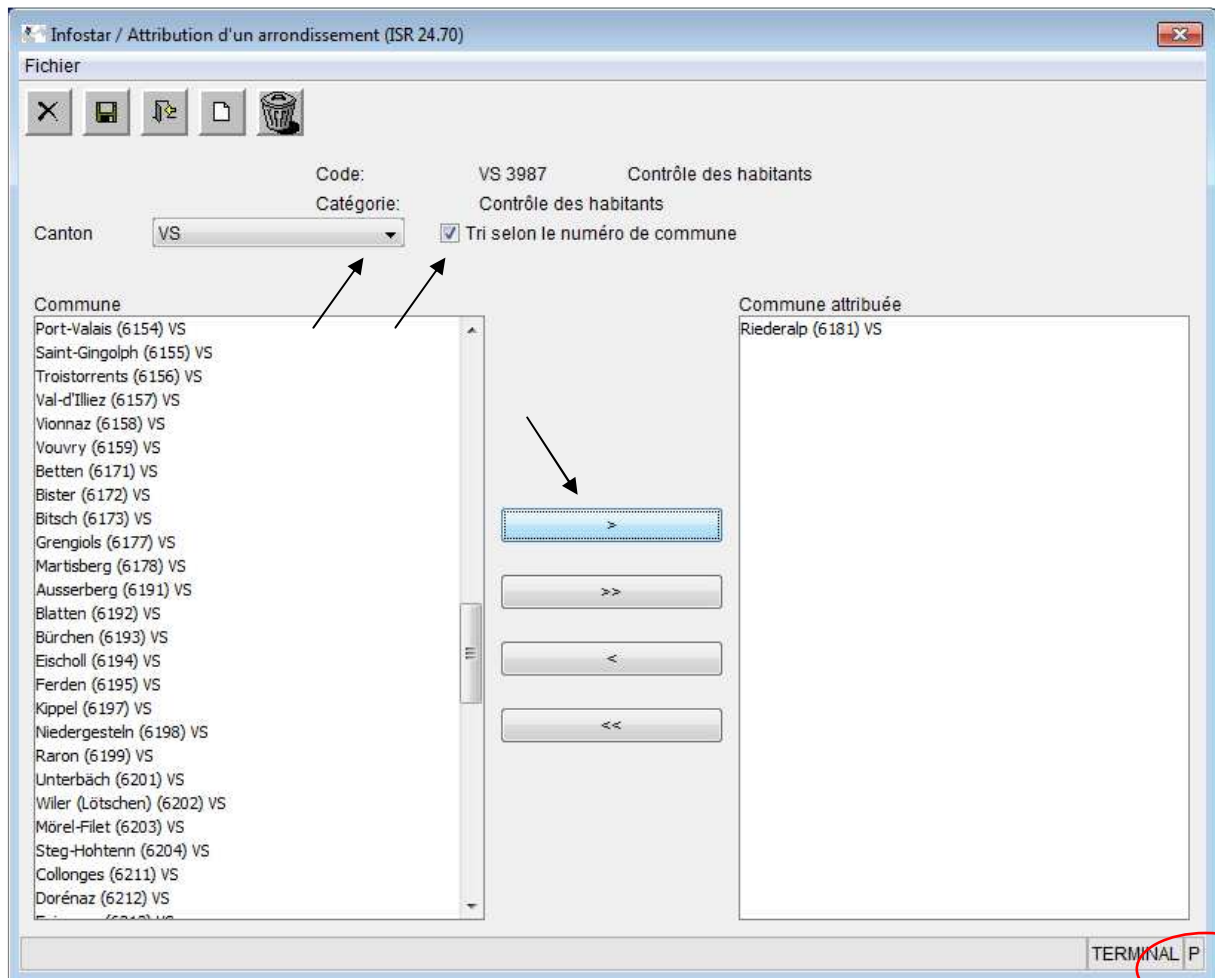 Infostar / Attribution d'un arrondissement (ISR 24.70)
Fichier
Code: VS 3987 Contrôle des habitants
Catégorie: Contrôle des habitants
Canton VS Tri selon le numéro de commune
Commune
Port-Valais (6154) VS
Saint-Gingolph (6155) VS
Troistorrents (6156) VS
Val-d'Illiez (6157) VS
Vionnaz (6158) VS
Vouvry (6159) VS
Betten (6171) VS
Bister (6172) VS
Bitsch (6173) VS
Grengiols (6177) VS
Martisberg (6178) VS
Ausserberg (6191) VS
Blatten (6192) VS
Bürchen (6193) VS
Eischoll (6194) VS
Ferden (6195) VS
Kippel (6197) VS
Niedergesteln (6198) VS
Raron (6199) VS
Unterbäch (6201) VS
Wiler (Lötschen) (6202) VS
Mörel-Filet (6203) VS
Steg-Hohtenn (6204) VS
Collonges (6211) VS
Dorénaz (6212) VS
>
>>
<
<<
Commune attribuée
Riederalp (6181) VS
TERMINAL P